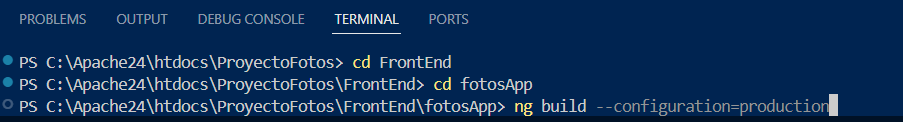 PROBLEMS OUTPUT DEBUG CONSOLE TERMINAL PORTS
PS C:\Apache24\htdocs\ProyectoFotos> cd FrontEnd
PS C:\Apache24\htdocs\ProyectoFotos\FrontEnd> cd fotosApp
PS C:\Apache24\htdocs\ProyectoFotos\FrontEnd\fotosApp> ng build --configuration=production